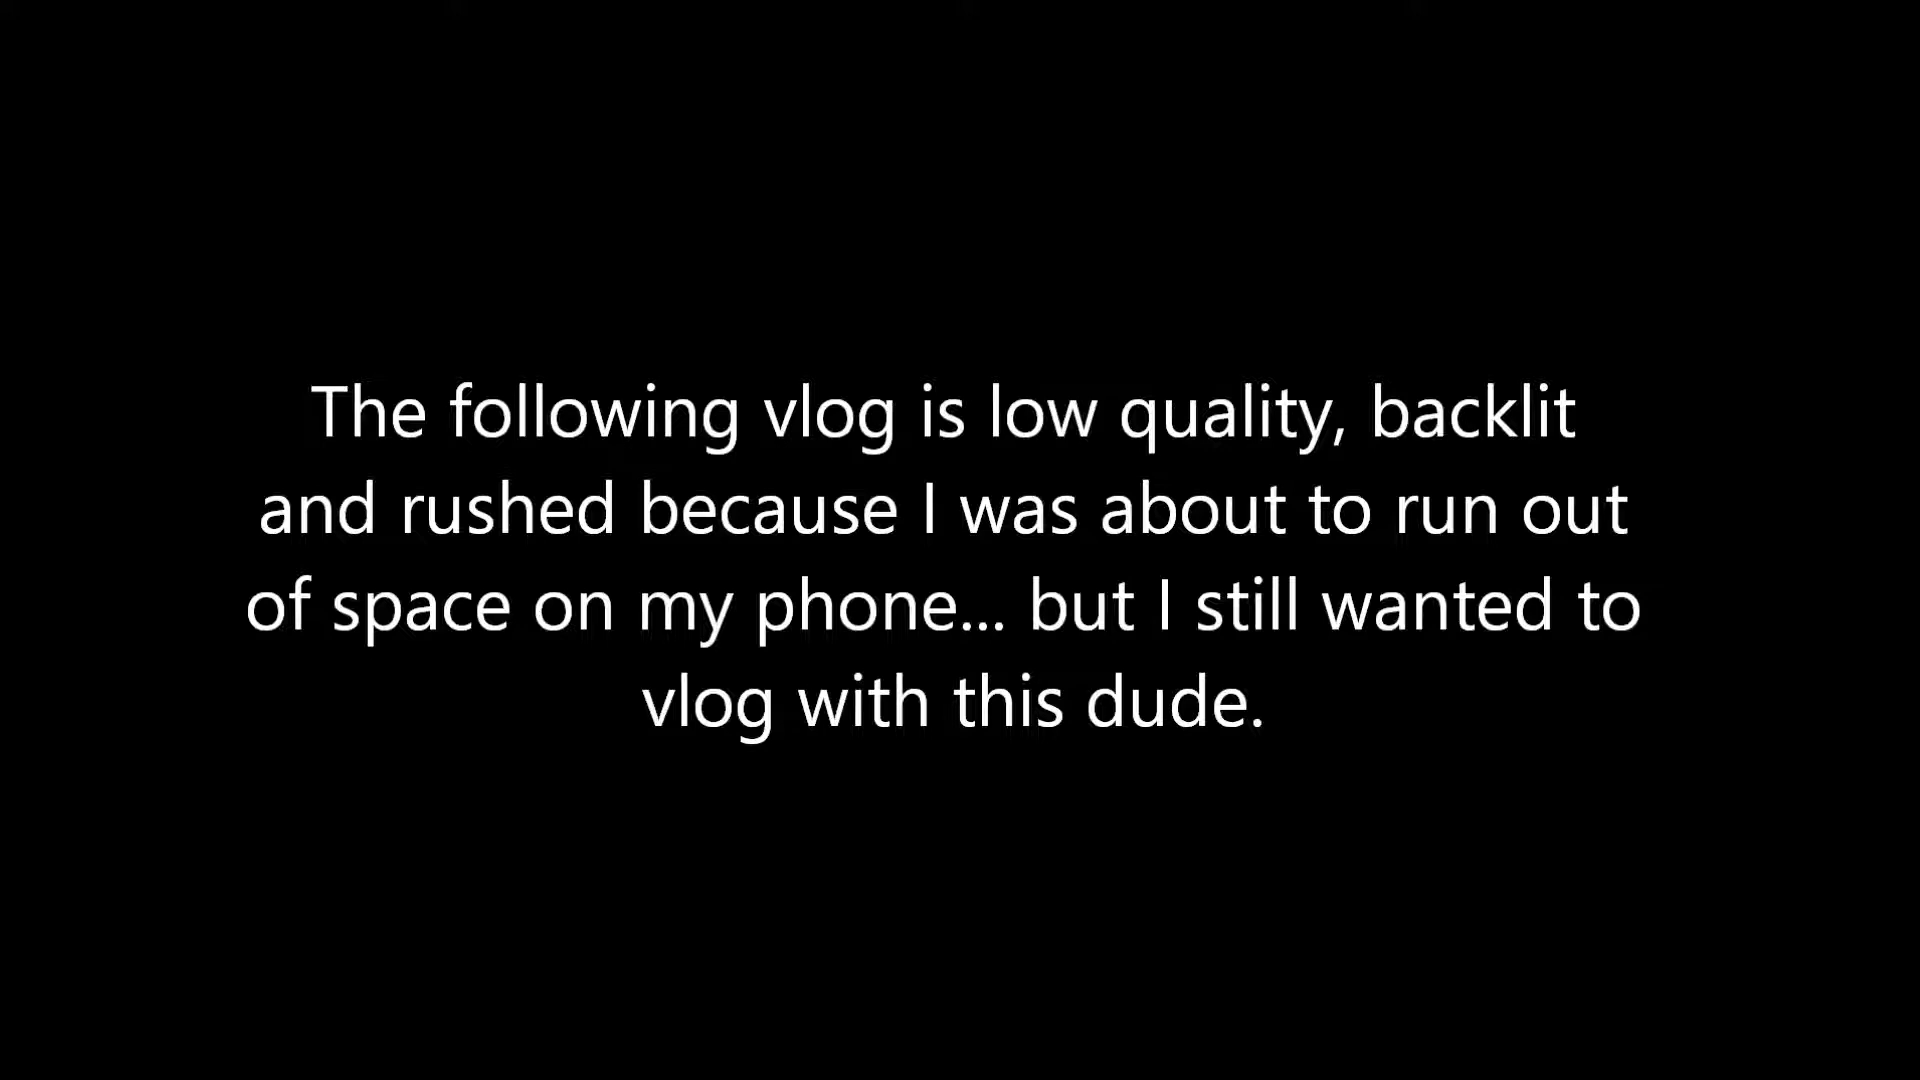 The following vlog is low quality, backlit
and rushed because I was about to run out
of space on my phone... but I still wanted to
vlog with this dude.